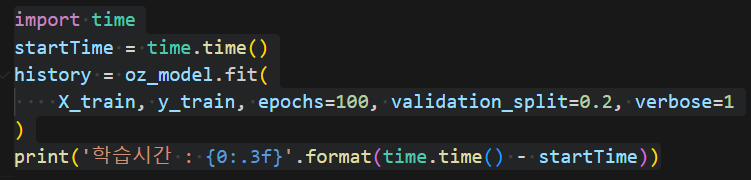 import time
startTime = time.time()
history = oz_model.fit(
    X_train, y_train, epochs=100, validation_split=0.2, verbose=1
)
print('학습시간 : {0:.3f}'.format(time.time() - startTime))